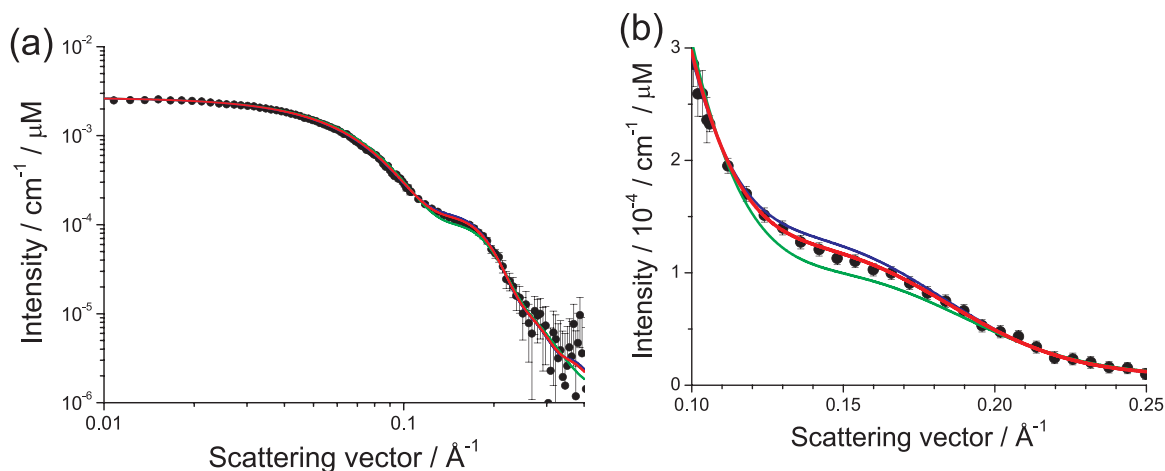 (a)
10⁻²
10⁻³
10⁻⁴
10⁻⁵
10⁻⁶
Intensity / cm⁻¹ / μM
0.01
0.1
Scattering vector / Å⁻¹
(b)
3
2
1
0
Intensity / 10⁻⁴ / cm⁻¹ / μM
0.10
0.15
0.20
0.25
Scattering vector / Å⁻¹